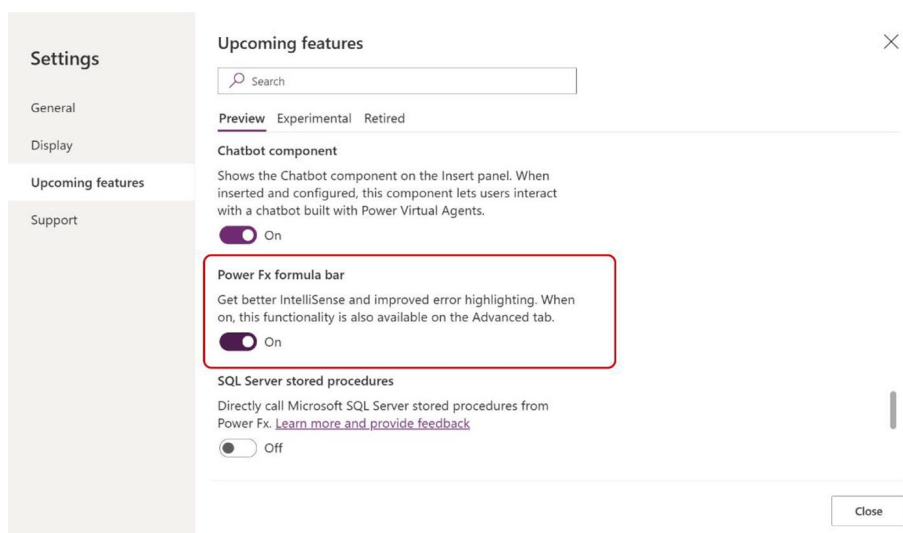 Settings
General
Display
Upcoming features
Support
Upcoming features
Search
Preview Experimental Retired
Chatbot component
Shows the Chatbot component on the Insert panel. When
inserted and configured, this component lets users interact
with a chatbot built with Power Virtual Agents.
On
Power Fx formula bar
Get better IntelliSense and improved error highlighting. When
on, this functionality is also available on the Advanced tab.
On
SQL Server stored procedures
Directly call Microsoft SQL Server stored procedures from
Power Fx. Learn more and provide feedback
Off
Close